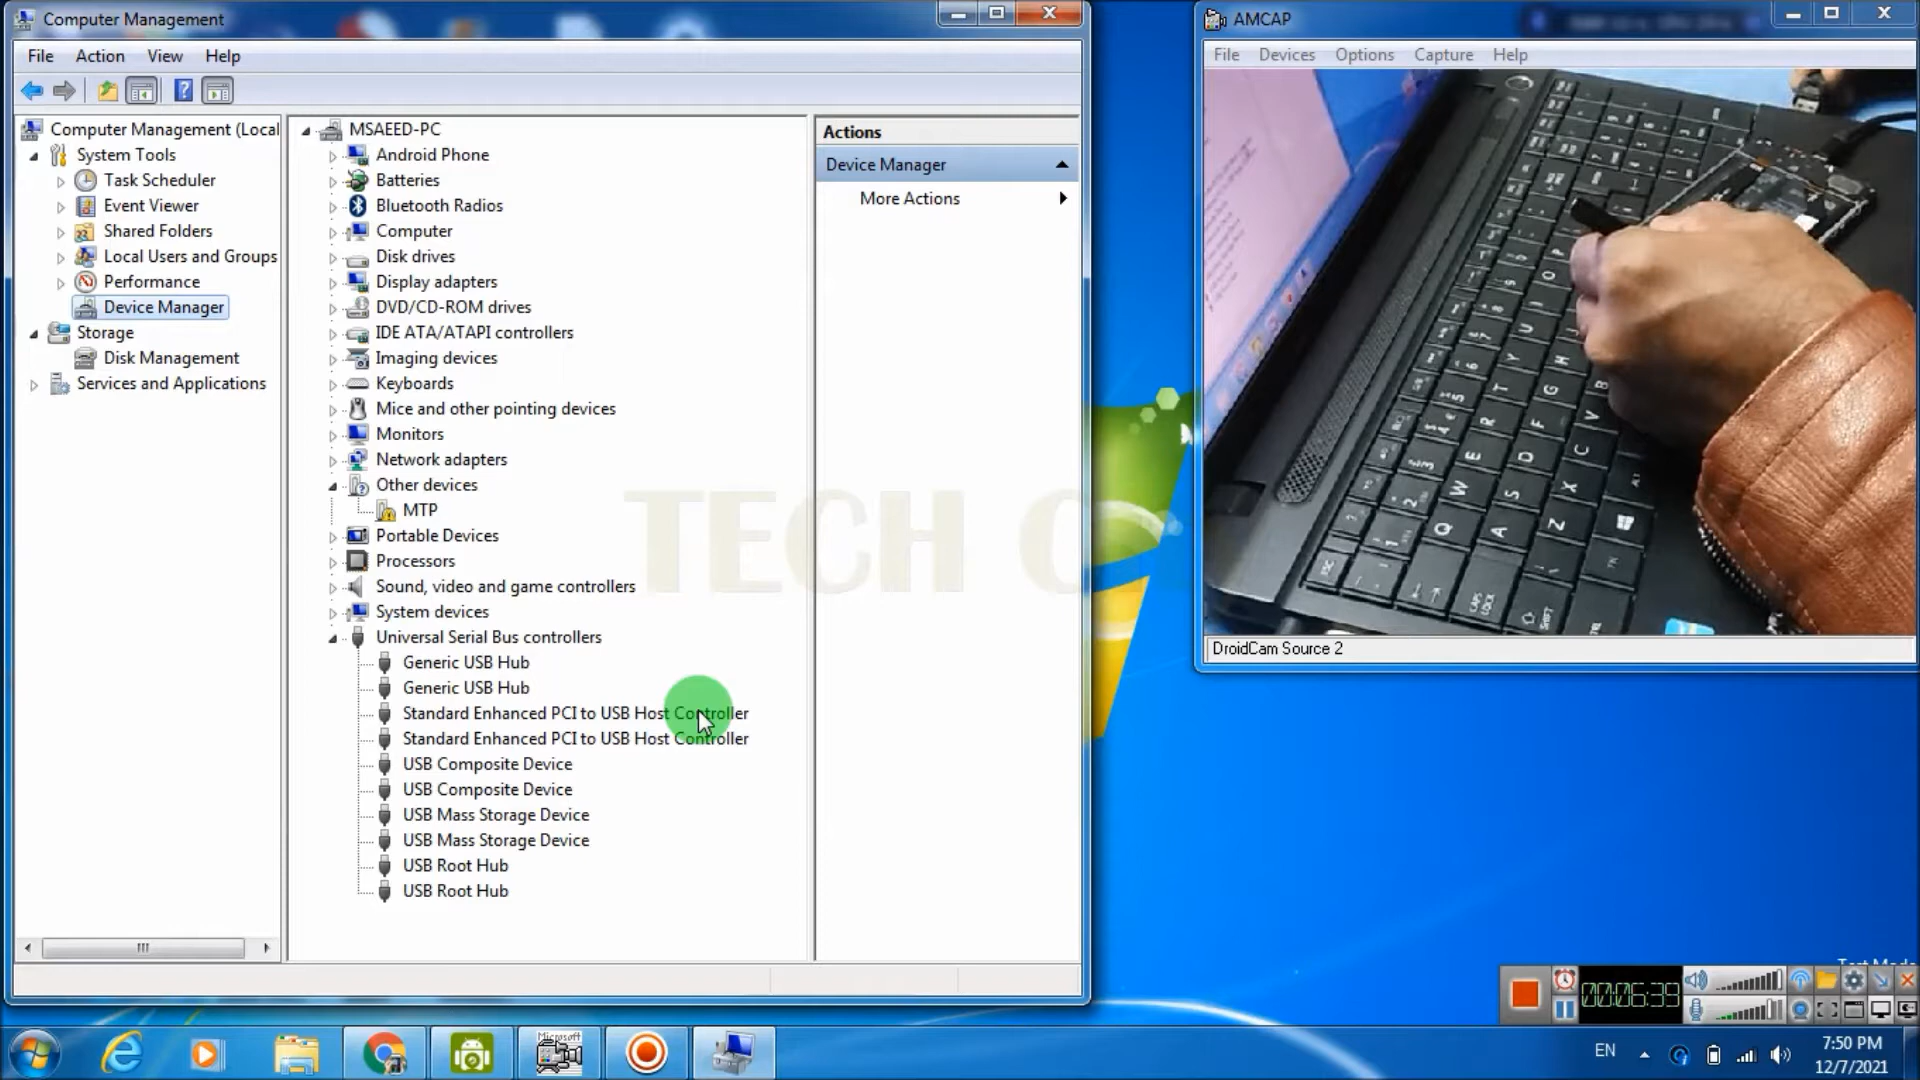 Computer Management
File Action View Help
Computer Management (Local
System Tools
Task Scheduler
Event Viewer
Shared Folders
Local Users and Groups
Performance
Device Manager
Storage
Disk Management
Services and Applications
MSAEED-PC
Android Phone
Batteries
Bluetooth Radios
Computer
Disk drives
Display adapters
DVD/CD-ROM drives
IDE ATA/ATAPI controllers
Imaging devices
Keyboards
Mice and other pointing devices
Monitors
Network adapters
Other devices
MTP
Portable Devices
Processors
Sound, video and game controllers
System devices
Universal Serial Bus controllers
Generic USB Hub
Generic USB Hub
Standard Enhanced PCI to USB Host Controller
Standard Enhanced PCI to USB Host Controller
USB Composite Device
USB Composite Device
USB Mass Storage Device
USB Mass Storage Device
USB Root Hub
USB Root Hub
Actions
Device Manager
More Actions
TECH C
AMCAP
File Devices Options Capture Help
DroidCam Source 2
00:06:39
Microsoft
EN
7:50 PM
12/7/2021